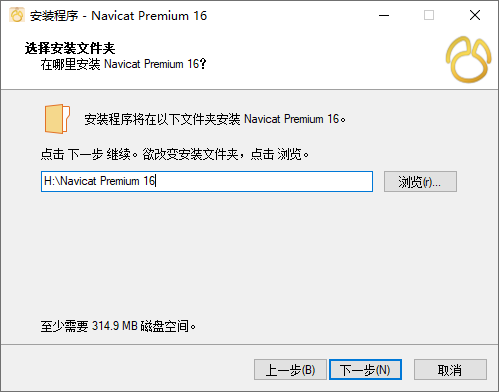 安装程序 - Navicat Premium 16
选择安装文件夹
在哪里安装 Navicat Premium 16?
安装程序将在以下文件夹安装 Navicat Premium 16。
点击 下一步 继续。欲改变安装文件夹，点击 浏览。
H:\Navicat Premium 16
浏览(r)...
至少需要 314.9 MB 磁盘空间。
上一步(B)
下一步(N)
取消